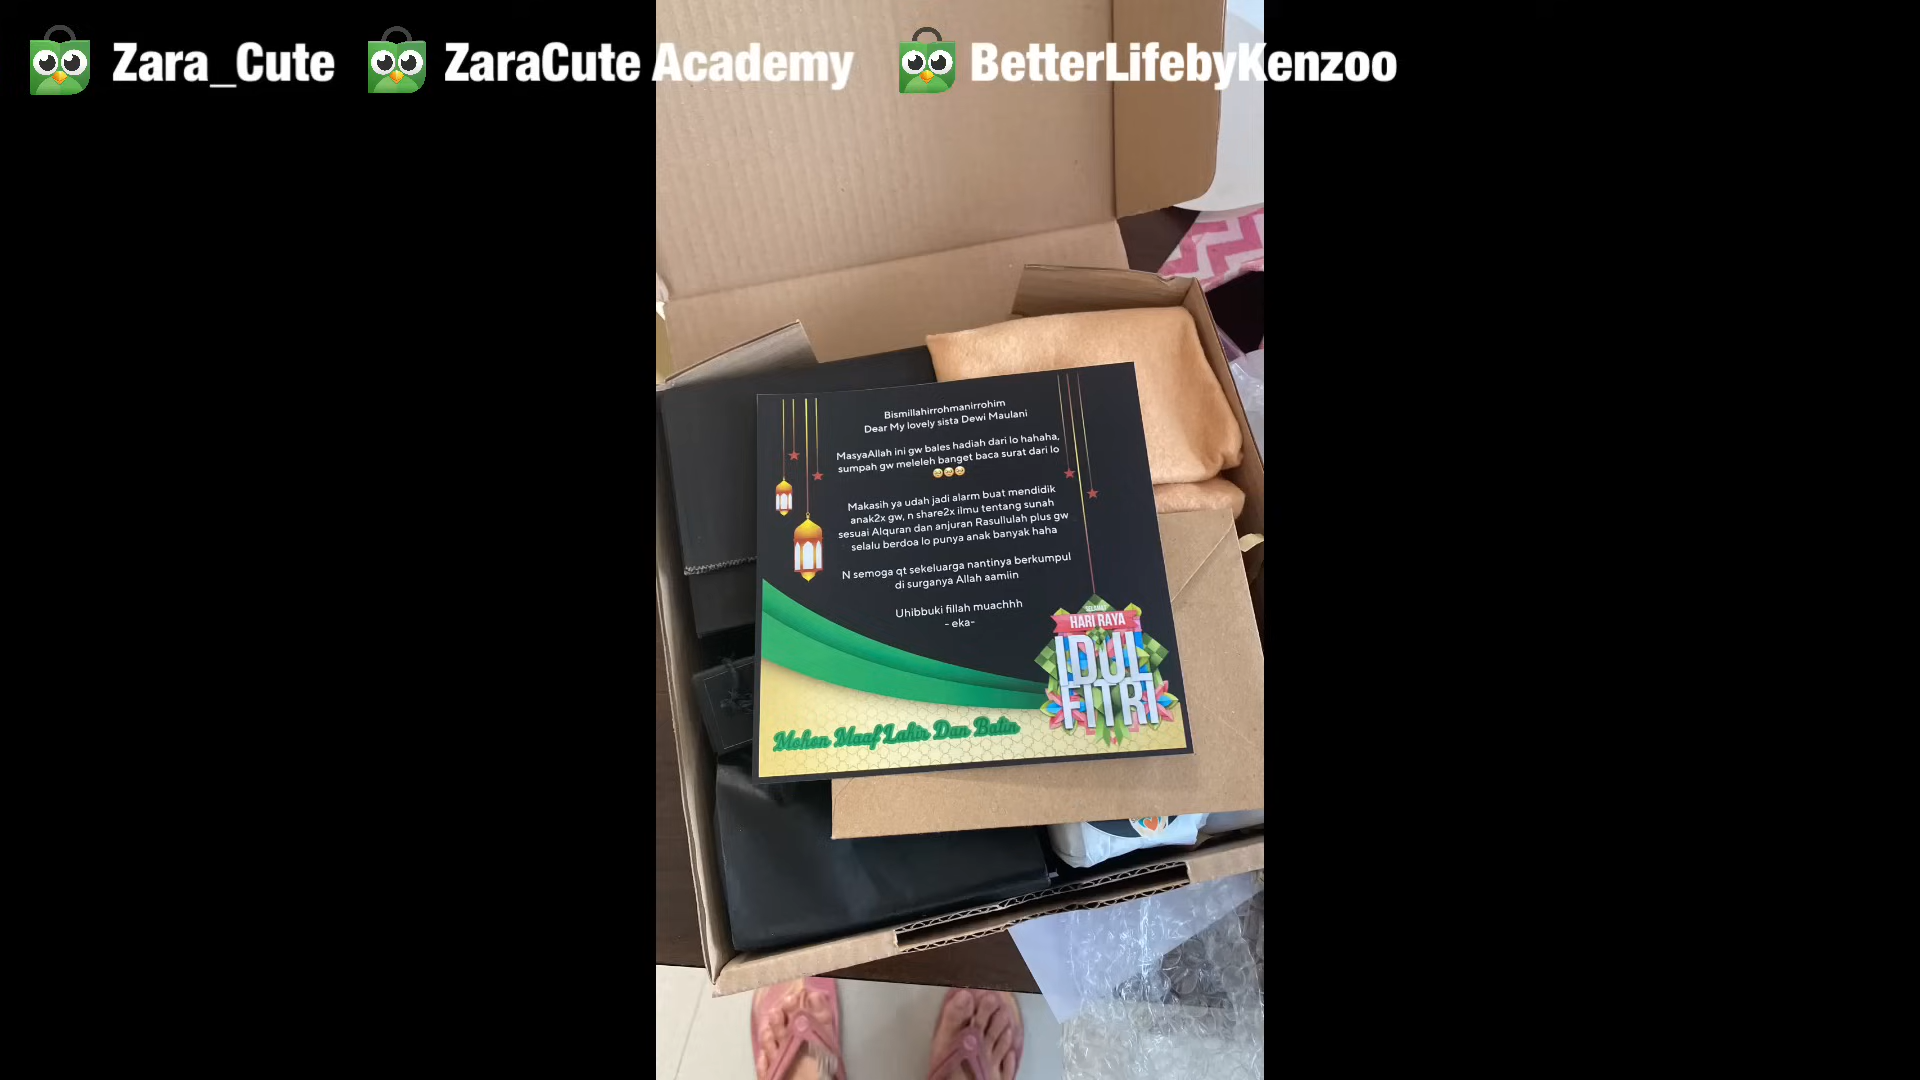 Zara_Cute ZaraCute Academy BetterLifebyKenzoo
Bismillahirrohmanirrohim
Dear My lovely sista Dewi Maulani
MasyaAllah ini gw bales hadiah dari lo hahaha,
sumpah gw meleleh banget baca surat dari lo
🥺🥺🥺
Makasih ya udah jadi alarm buat mendidik
anak2x gw, n share2x ilmu tentang sunah
sesuai Alquran dan anjuran Rasullulah plus gw
selalu berdoa lo punya anak banyak haha
N semoga qt sekeluarga nantinya berkumpul
di surganya Allah aamiin
Uhibbuki fillah muachhh
- eka-
SELAMAT
HARI RAYA
IDUL
FITRI
Mohon Maaf Lahir Dan Batin